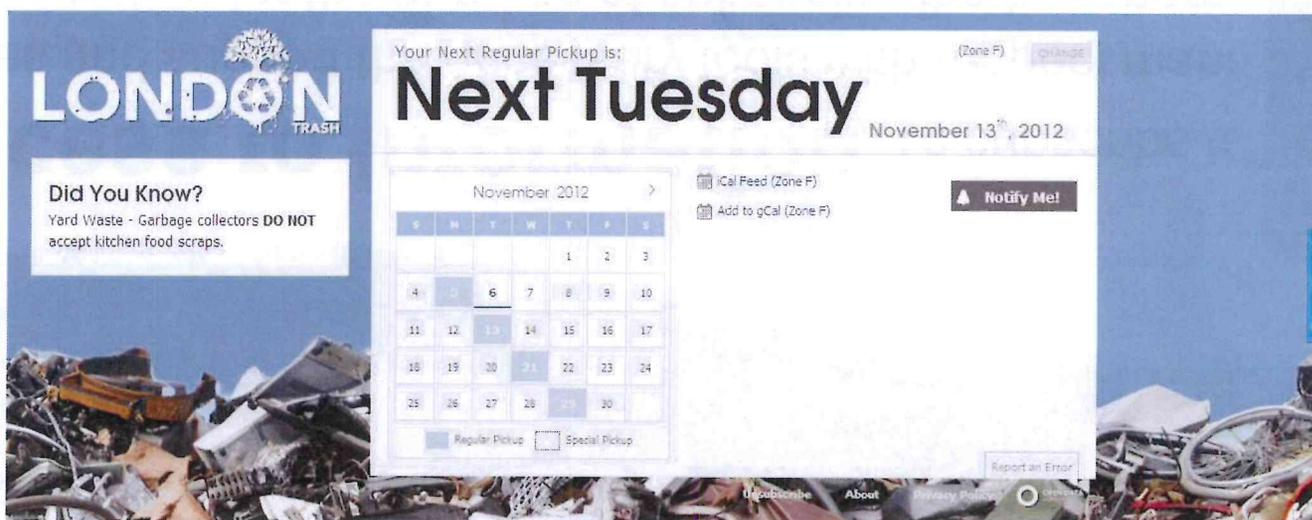 LONDON
TRASH
Did You Know?
Yard Waste - Garbage collectors DO NOT
accept kitchen food scraps.
Your Next Regular Pickup is:
(Zone F) CHANGE
Next Tuesday
November 13th, 2012
November 2012 >
S M T W T F S
1 2 3
4 5 6 7 8 9 10
11 12 13 14 15 16 17
18 19 20 21 22 23 24
25 26 27 28 29 30
Regular Pickup Special Pickup
iCal Feed (Zone F)
Add to gCal (Zone F)
Notify Me!
Report an Error
Unsubscribe About Privacy Policy OPEN DATA